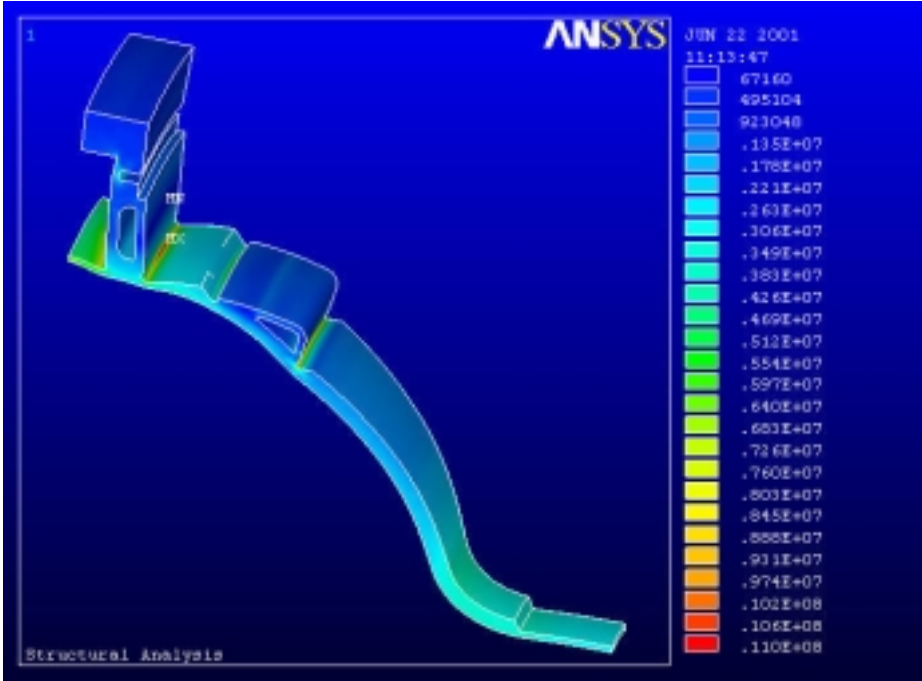 1
ANSYS
JUN 22 2001
11:13:47
67160
495104
923048
.135E+07
.178E+07
.221E+07
.263E+07
.306E+07
.349E+07
.383E+07
.426E+07
.469E+07
.512E+07
.554E+07
.597E+07
.640E+07
.683E+07
.726E+07
.760E+07
.803E+07
.845E+07
.888E+07
.931E+07
.974E+07
.102E+08
.106E+08
.110E+08
MN
MX
Structural Analysis